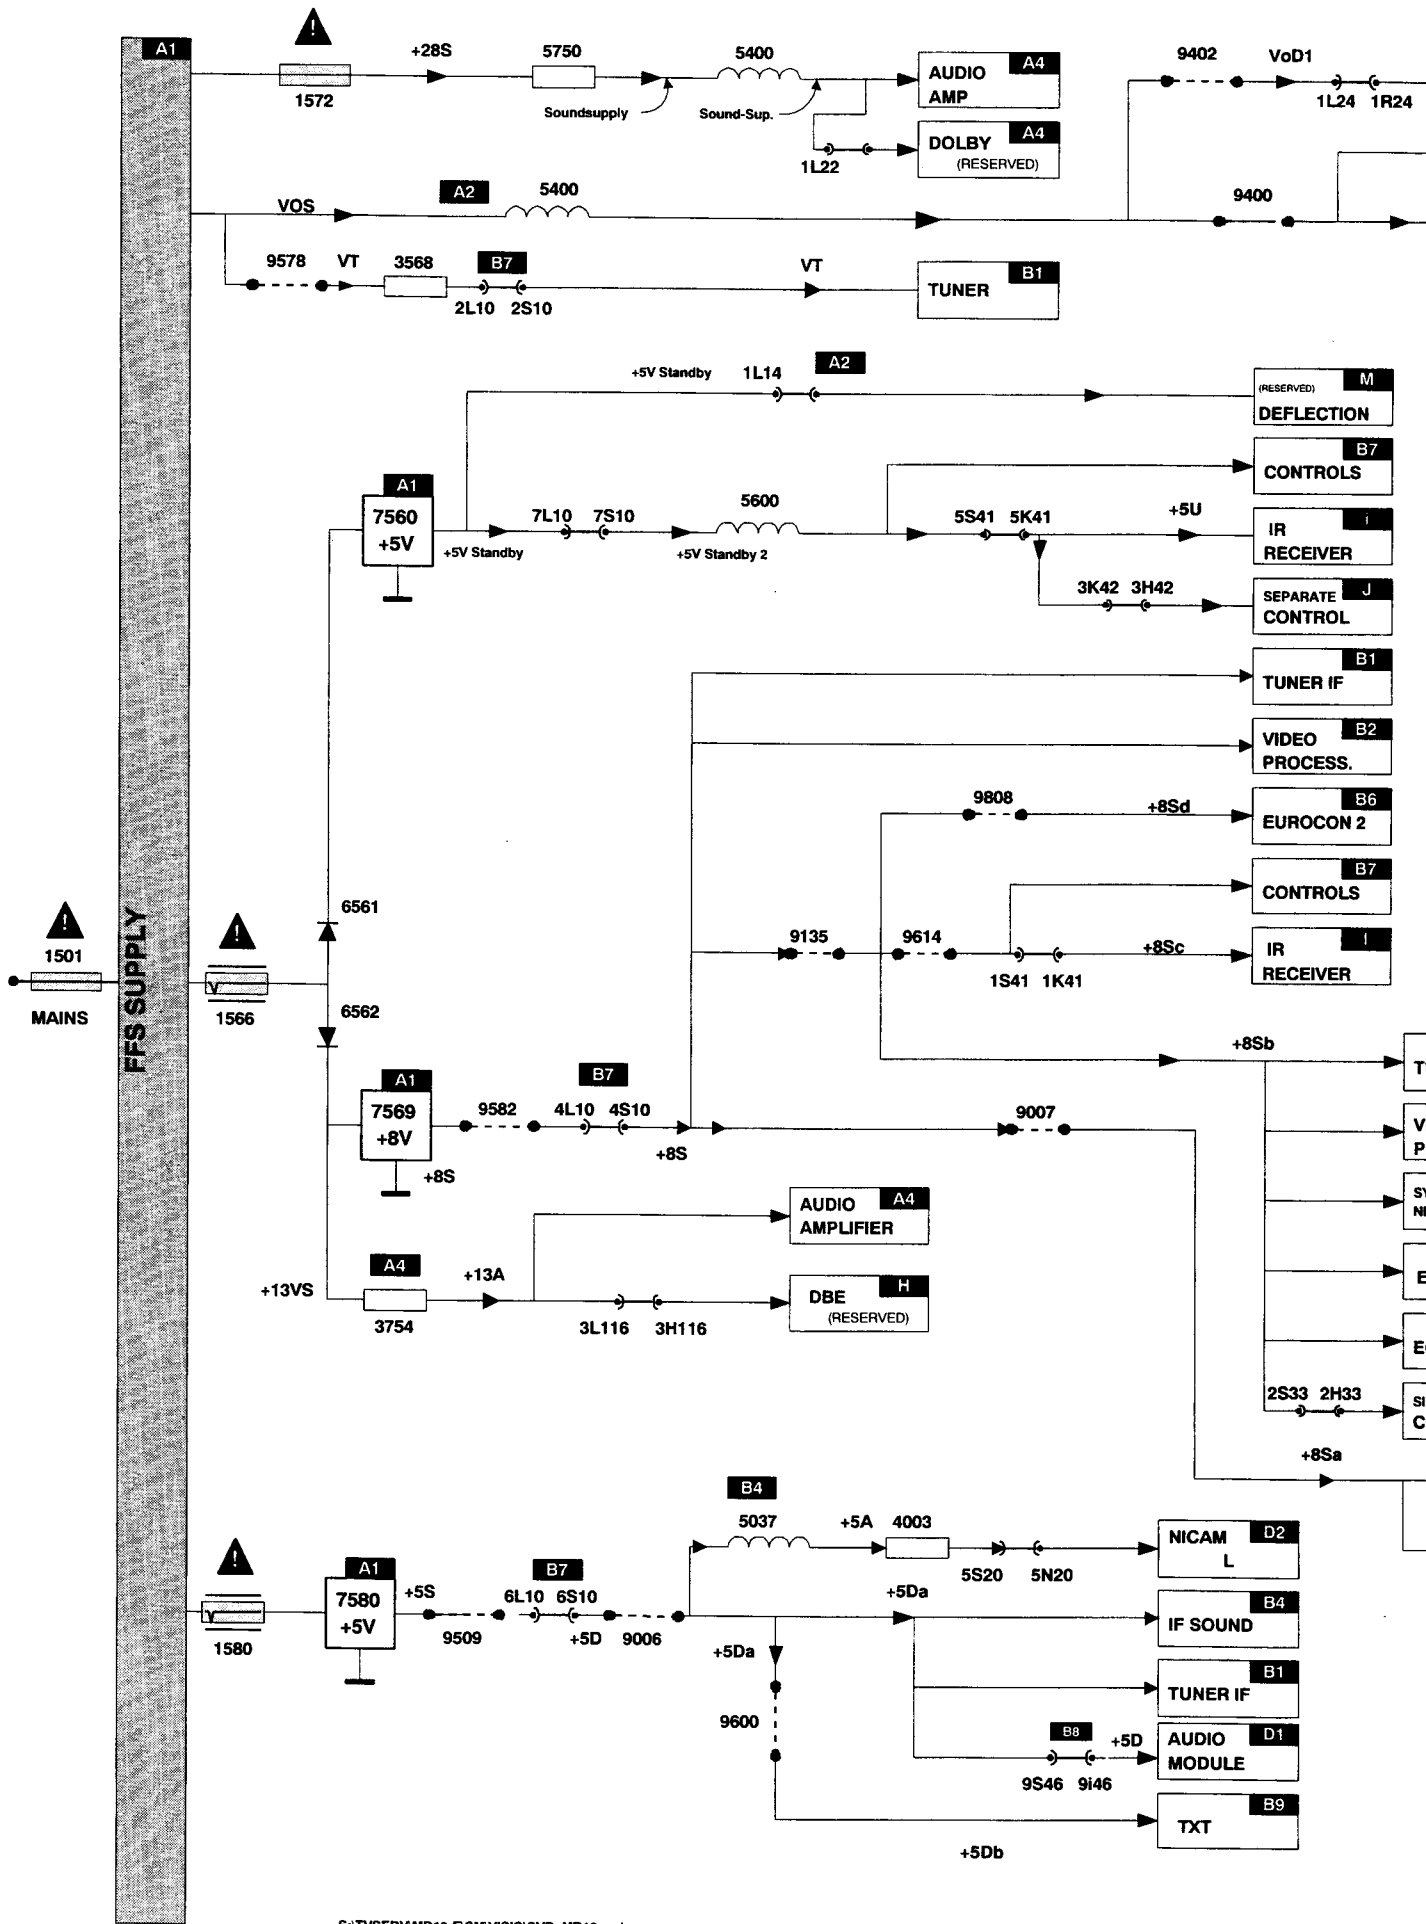 A1
!
1572
+28S
5750
5400
Soundsupply
Sound-Sup.
AUDIO AMP
A4
1L22
DOLBY
(RESERVED)
A4
9402
VoD1
1L24 1R24
VOS
A2
5400
9400
9578
VT
3568
B7
2L10 2S10
VT
TUNER
B1
+5V Standby
1L14
A2
(RESERVED)
DEFLECTION
M
CONTROLS
B7
A1
7560
+5V
+5V Standby
7L10 7S10
+5V Standby 2
5600
5S41 5K41
+5U
IR
RECEIVER
i
3K42 3H42
SEPARATE
CONTROL
J
TUNER IF
B1
VIDEO
PROCESS.
B2
9808
+8Sd
EUROCON 2
B6
CONTROLS
B7
9135
9614
1S41 1K41
+8Sc
IR
RECEIVER
I
!
1501
MAINS
FFS SUPPLY
!
1566
6561
6562
+8Sb
T
A1
7569
+8V
+8S
9582
B7
4L10 4S10
+8S
9007
V
P
SY
E
E
2S33 2H33
SI
C
+8Sa
AUDIO
AMPLIFIER
A4
+13VS
A4
3754
+13A
3L116 3H116
DBE
(RESERVED)
H
!
1580
A1
7580
+5V
+5S
9509
B7
6L10 6S10
+5D
9006
B4
5037
+5A
4003
5S20 5N20
NICAM
L
D2
+5Da
IF SOUND
B4
+5Da
TUNER IF
B1
9600
B8
9S46 9i46
+5D
AUDIO
MODULE
D1
TXT
B9
+5Db